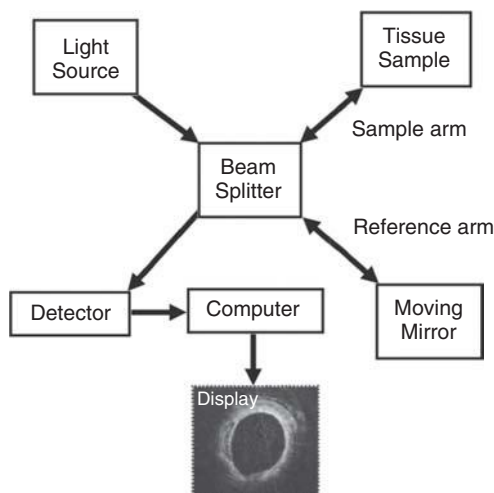 Light
Source
Tissue
Sample
Sample arm
Beam
Splitter
Reference arm
Detector
Computer
Moving
Mirror
Display